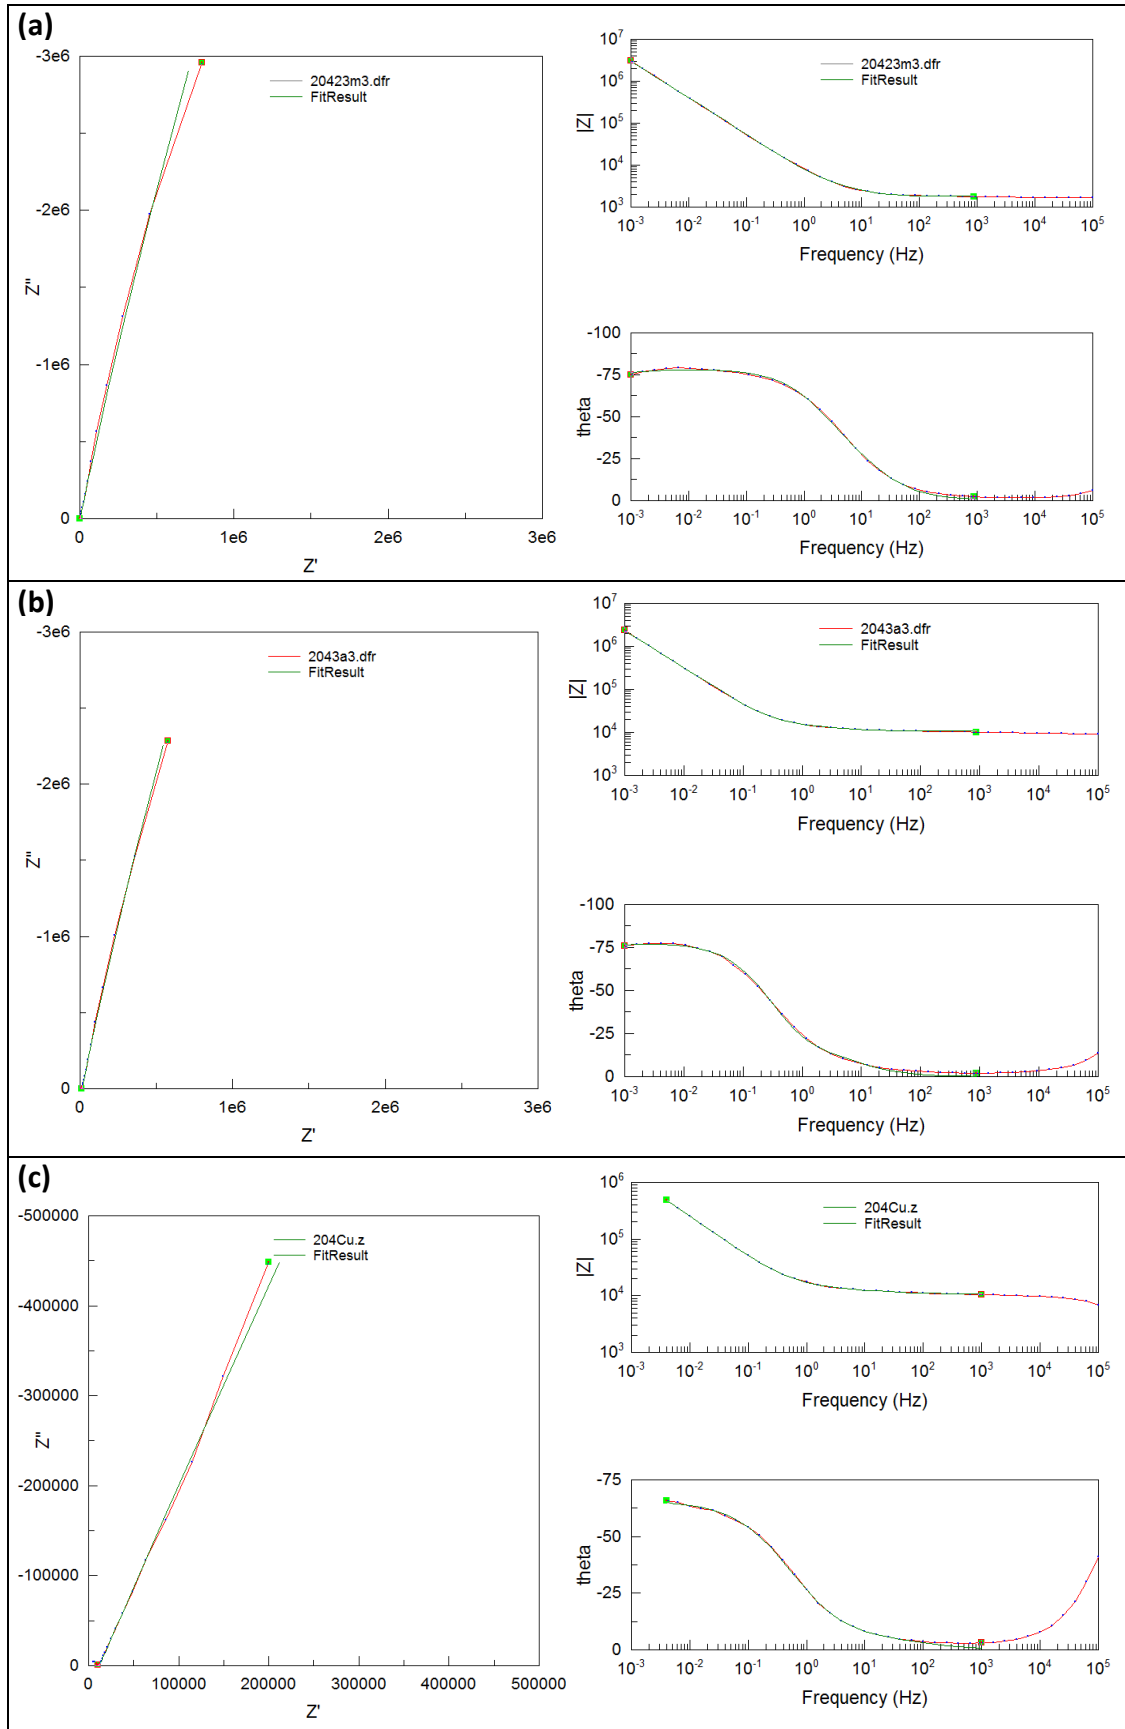 (a)
-3e6
-2e6
-1e6
0
Z''
20423m3.dfr
FitResult
0
1e6
2e6
3e6
Z'
10^7
10^6
10^5
10^4
10^3
|Z|
20423m3.dfr
FitResult
10^-3
10^-2
10^-1
10^0
10^1
10^2
10^3
10^4
10^5
Frequency (Hz)
-100
-75
-50
-25
0
theta
10^-3
10^-2
10^-1
10^0
10^1
10^2
10^3
10^4
10^5
Frequency (Hz)
(b)
-3e6
-2e6
-1e6
0
Z''
2043a3.dfr
FitResult
0
1e6
2e6
3e6
Z'
10^7
10^6
10^5
10^4
10^3
|Z|
2043a3.dfr
FitResult
10^-3
10^-2
10^-1
10^0
10^1
10^2
10^3
10^4
10^5
Frequency (Hz)
-100
-75
-50
-25
0
theta
10^-3
10^-2
10^-1
10^0
10^1
10^2
10^3
10^4
10^5
Frequency (Hz)
(c)
-500000
-400000
-300000
-200000
-100000
0
Z''
204Cu.z
FitResult
0
100000
200000
300000
400000
500000
Z'
10^6
10^5
10^4
10^3
|Z|
204Cu.z
FitResult
10^-3
10^-2
10^-1
10^0
10^1
10^2
10^3
10^4
10^5
Frequency (Hz)
-75
-50
-25
0
theta
10^-3
10^-2
10^-1
10^0
10^1
10^2
10^3
10^4
10^5
Frequency (Hz)